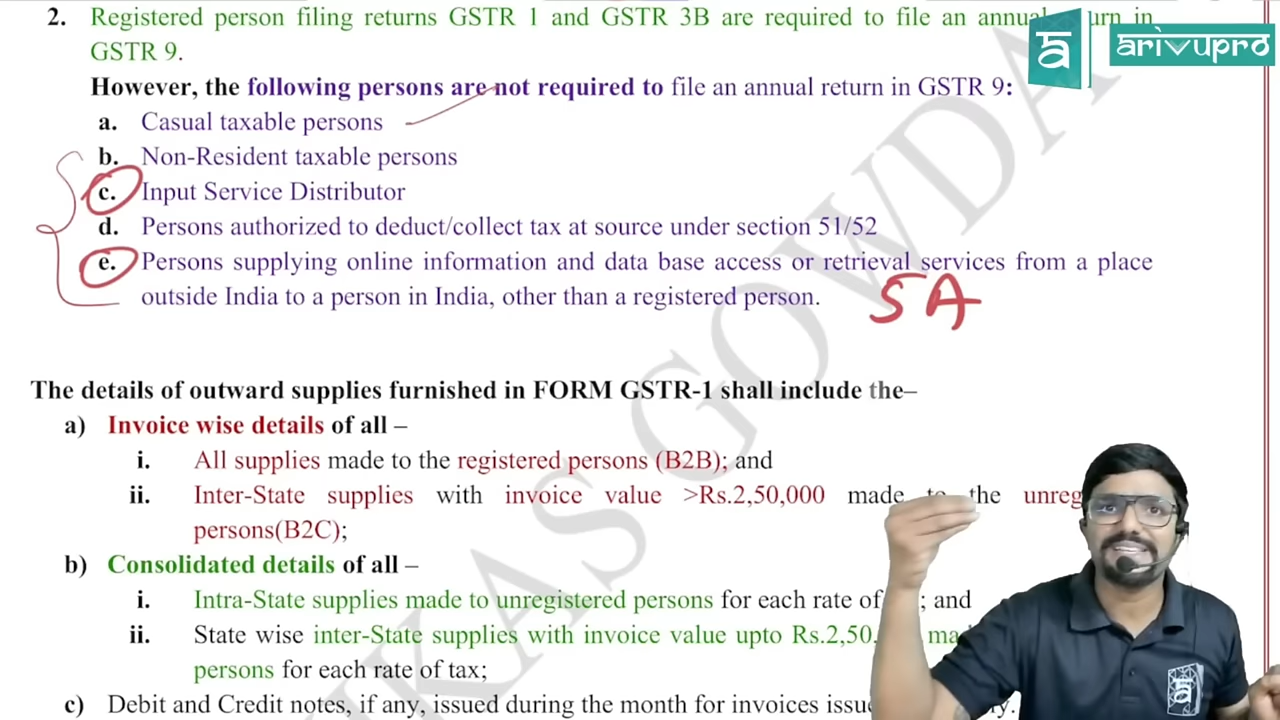 2. Registered person filing returns GSTR 1 and GSTR 3B are required to file an annual return in
GSTR 9.
However, the following persons are not required to file an annual return in GSTR 9:
a. Casual taxable persons
b. Non-Resident taxable persons
c. Input Service Distributor
d. Persons authorized to deduct/collect tax at source under section 51/52
e. Persons supplying online information and data base access or retrieval services from a place
outside India to a person in India, other than a registered person.
5A
The details of outward supplies furnished in FORM GSTR-1 shall include the–
a) Invoice wise details of all –
i. All supplies made to the registered persons (B2B); and
ii. Inter-State supplies with invoice value >Rs.2,50,000 made to the
persons(B2C);
b) Consolidated details of all –
i. Intra-State supplies made to unregistered persons for each rate of ; and
ii. State wise inter-State supplies with invoice value upto
persons for each rate of tax;
c) Debit and Credit notes, if any, issued during the month for invoices
arivupro
KAS GOWDA